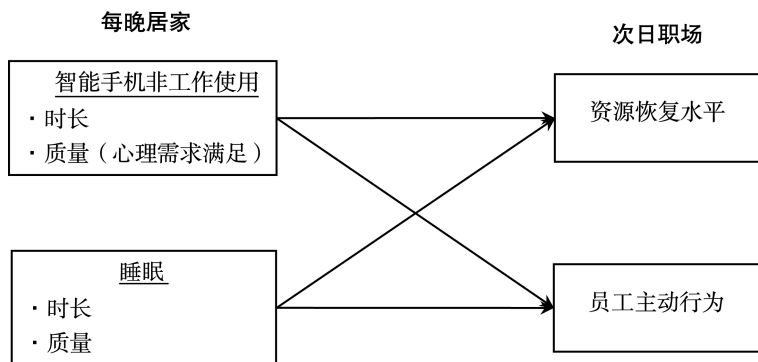 每晚居家
次日职场
智能手机非工作使用
·时长
·质量（心理需求满足）
资源恢复水平
睡眠
·时长
·质量
员工主动行为